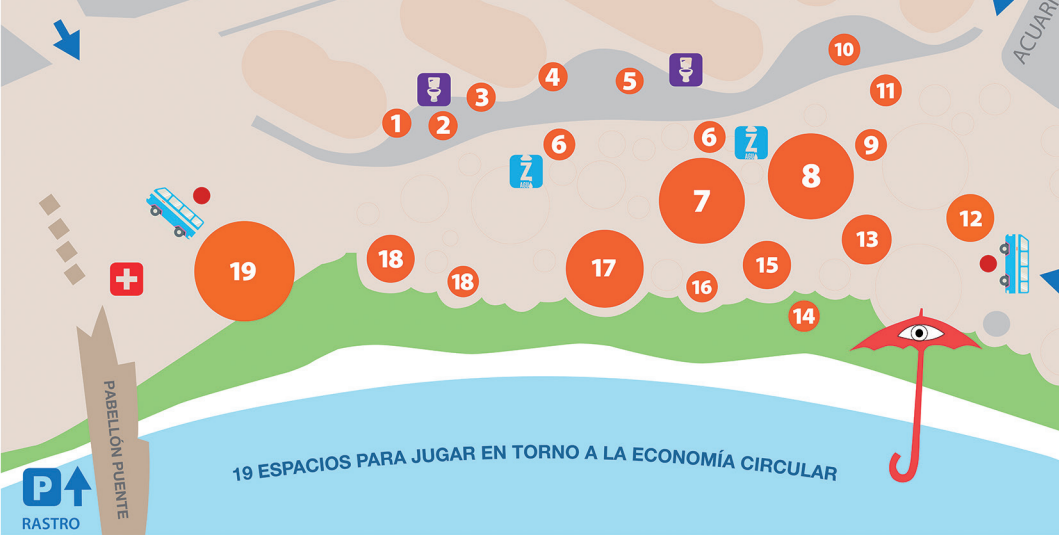 ACUARI
10
4
5
11
3
1
2
6
6
9
Z
AGUA
Z
AGUA
8
7
12
13
18
15
17
19
18
16
14
PABELLÓN PUENTE
19 ESPACIOS PARA JUGAR EN TORNO A LA ECONOMÍA CIRCULAR
P
RASTRO